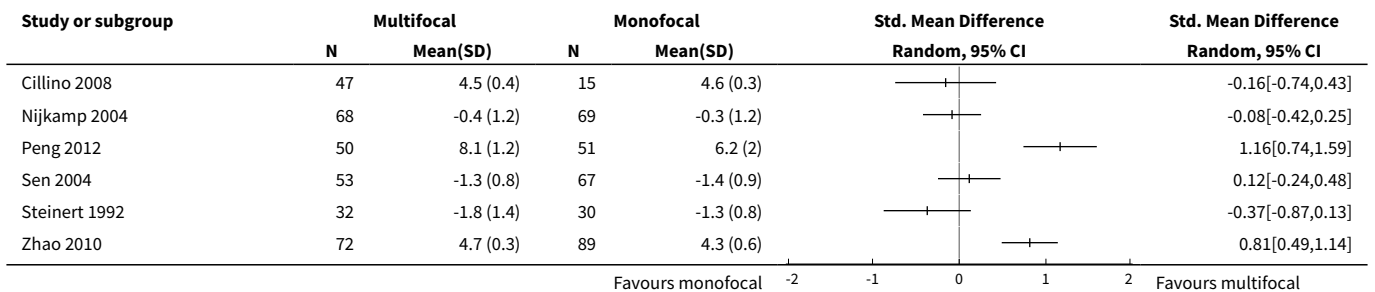 Study or subgroup Multifocal Monofocal Std. Mean Difference Std. Mean Difference
N Mean(SD) N Mean(SD) Random, 95% CI Random, 95% CI
Cillino 2008 47 4.5 (0.4) 15 4.6 (0.3) -0.16[-0.74,0.43]
Nijkamp 2004 68 -0.4 (1.2) 69 -0.3 (1.2) -0.08[-0.42,0.25]
Peng 2012 50 8.1 (1.2) 51 6.2 (2) 1.16[0.74,1.59]
Sen 2004 53 -1.3 (0.8) 67 -1.4 (0.9) 0.12[-0.24,0.48]
Steinert 1992 32 -1.8 (1.4) 30 -1.3 (0.8) -0.37[-0.87,0.13]
Zhao 2010 72 4.7 (0.3) 89 4.3 (0.6) 0.81[0.49,1.14]
Favours monofocal -2 -1 0 1 2 Favours multifocal